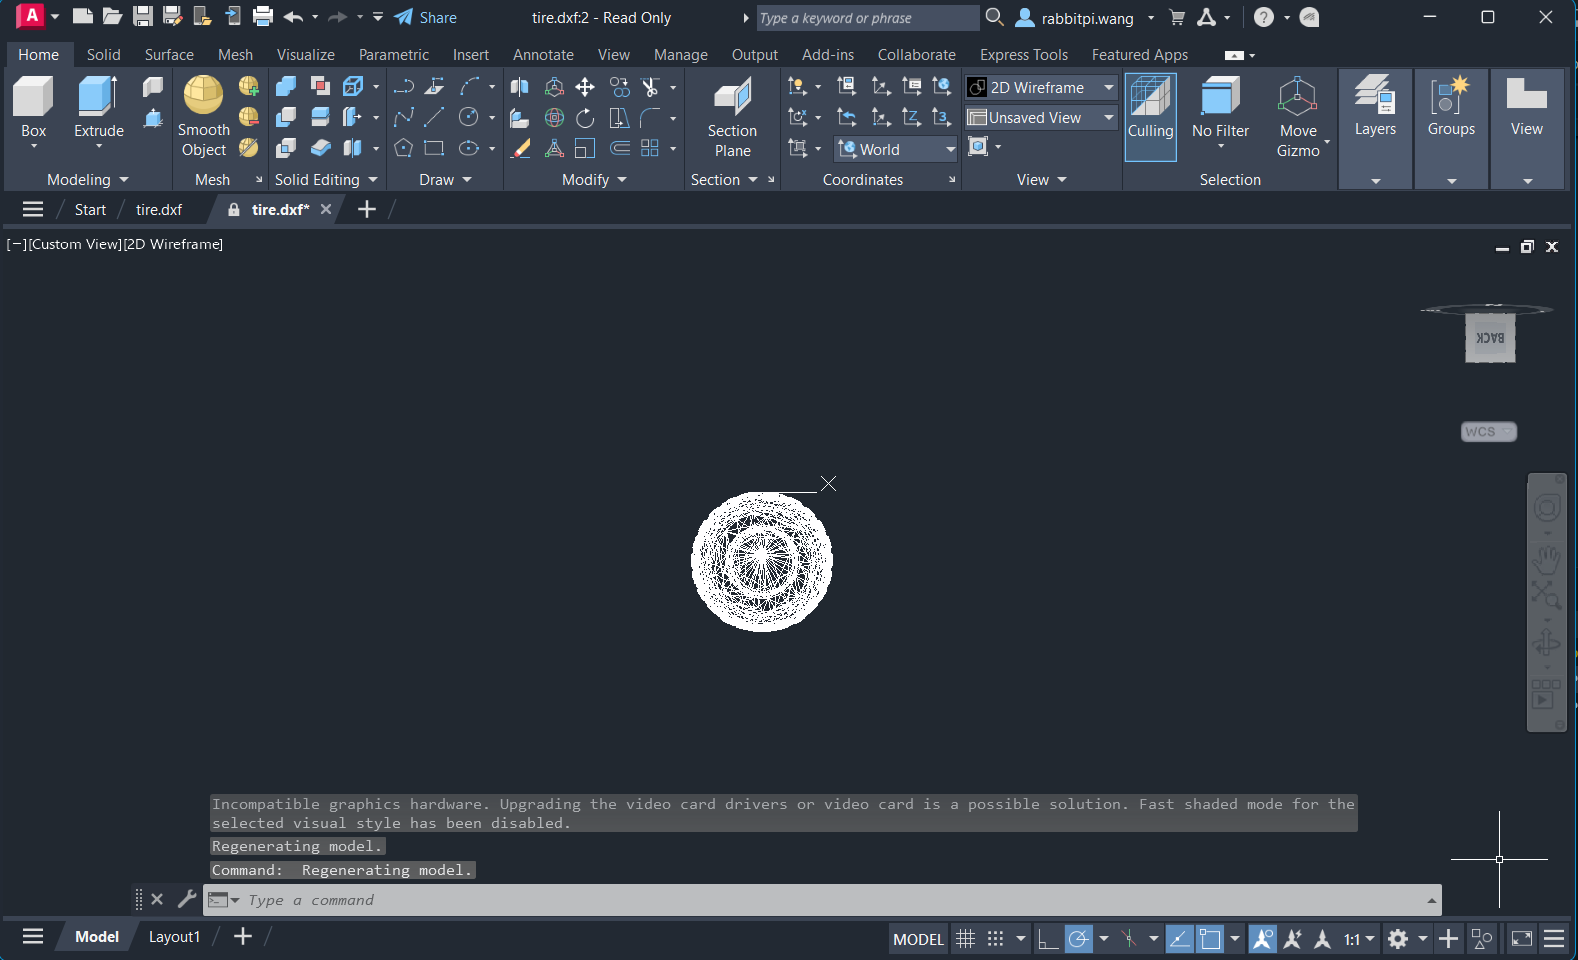 A
Share
tire.dxf:2 - Read Only
Type a keyword or phrase
rabbitpi.wang
Home Solid Surface Mesh Visualize Parametric Insert Annotate View Manage Output Add-ins Collaborate Express Tools Featured Apps
Box
Extrude
Smooth
Object
Section
Plane
2D Wireframe
Unsaved View
World
Culling
No Filter
Move
Gizmo
Layers
Groups
View
Modeling Mesh Solid Editing Draw Modify Section Coordinates View Selection
Start tire.dxf tire.dxf*
[−][Custom View][2D Wireframe]
BACK
WCS
Incompatible graphics hardware. Upgrading the video card drivers or video card is a possible solution. Fast shaded mode for the
selected visual style has been disabled.
Regenerating model.
Command: Regenerating model.
Type a command
Model Layout1
MODEL
1:1